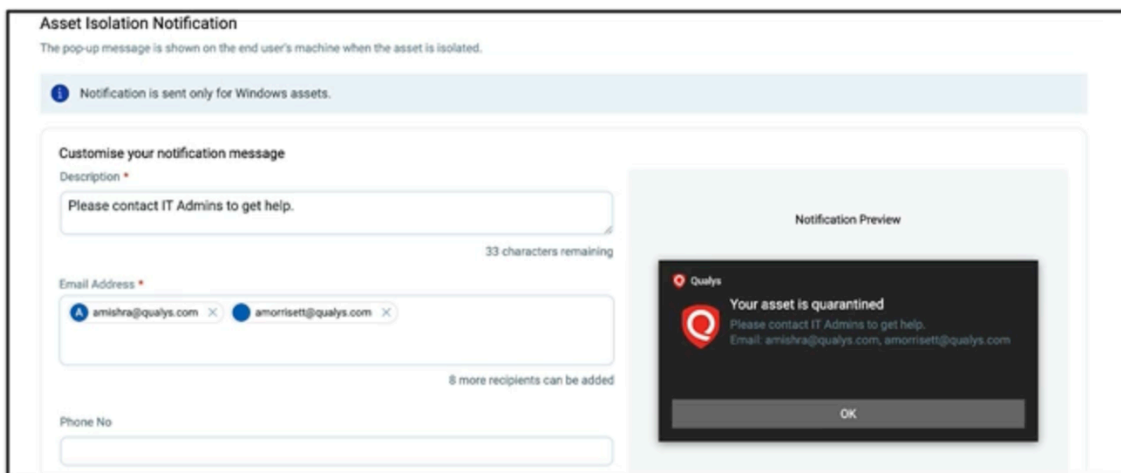 Asset Isolation Notification
The pop-up message is shown on the end user's machine when the asset is isolated.
Notification is sent only for Windows assets.
Customise your notification message
Description *
Please contact IT Admins to get help.
33 characters remaining
Email Address *
A amishra@qualys.com × amorrisett@qualys.com ×
8 more recipients can be added
Phone No
Notification Preview
Qualys
Your asset is quarantined
Please contact IT Admins to get help.
Email: amishra@qualys.com, amorrisett@qualys.com
OK